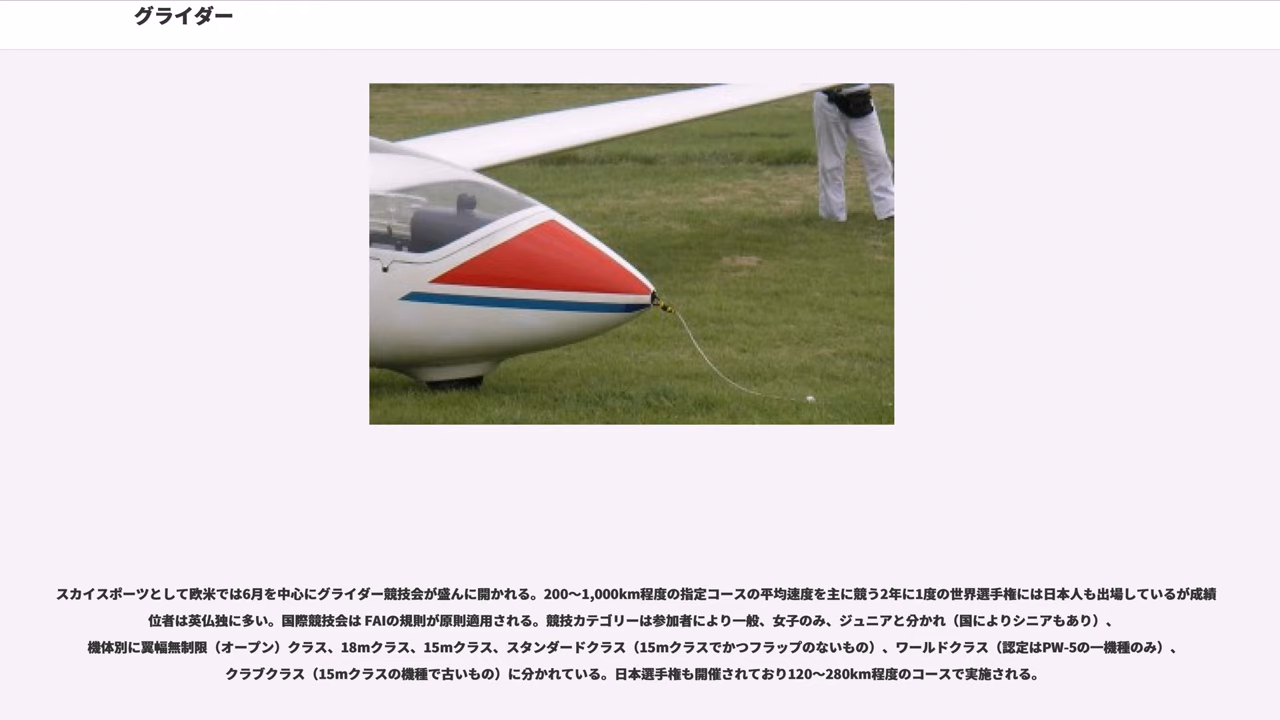 グライダー
スカイスポーツとして欧米では6月を中心にグライダー競技会が盛んに開かれる。200〜1,000km程度の指定コースの平均速度を主に競う2年に1度の世界選手権には日本人も出場しているが成績
位者は英仏独に多い。国際競技会は FAIの規則が原則適用される。競技カテゴリーは参加者により一般、女子のみ、ジュニアと分かれ（国によりシニアもあり）、
機体別に翼幅無制限（オープン）クラス、18mクラス、15mクラス、スタンダードクラス（15mクラスでかつフラップのないもの）、ワールドクラス（認定はPW-5の一機種のみ）、
クラブクラス（15mクラスの機種で古いもの）に分かれている。日本選手権も開催されており120〜280km程度のコースで実施される。